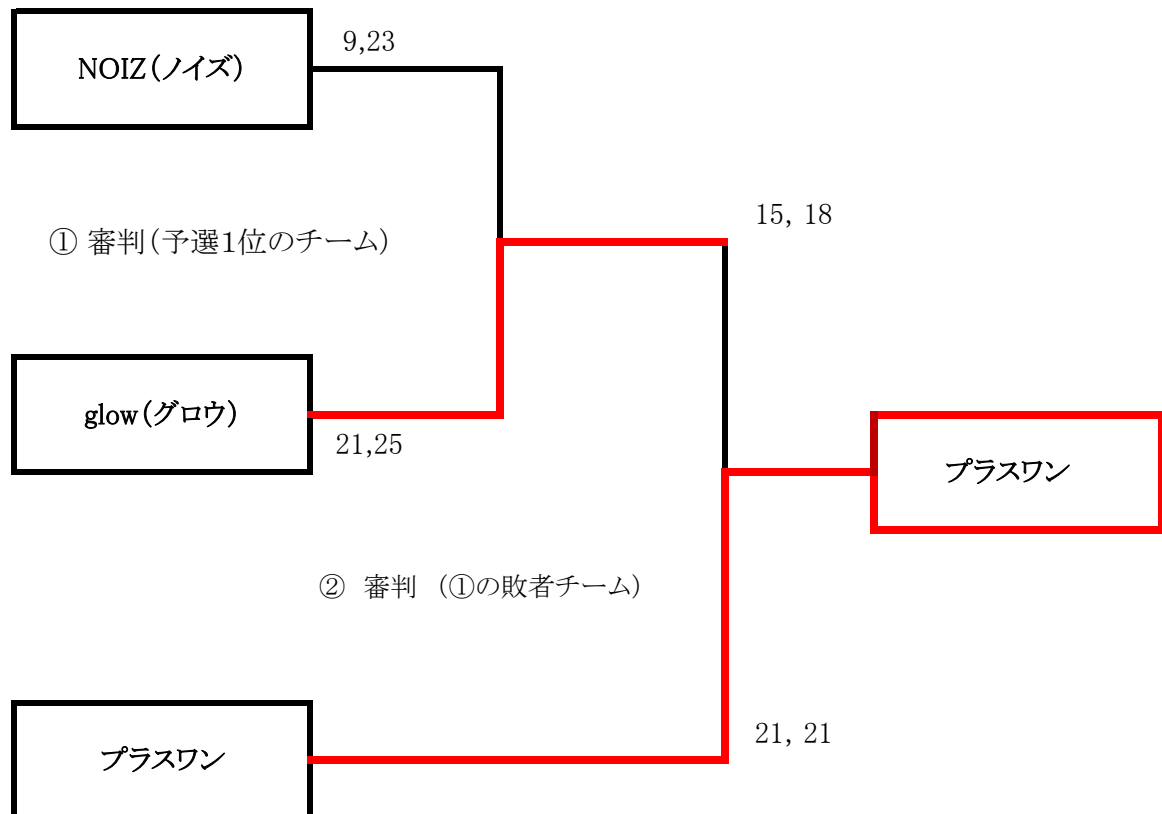 9,23
NOIZ(ノイズ)
15, 18
① 審判(予選1位のチーム)
glow(グロウ)
21,25
プラスワン
② 審判 (①の敗者チーム)
21, 21
プラスワン